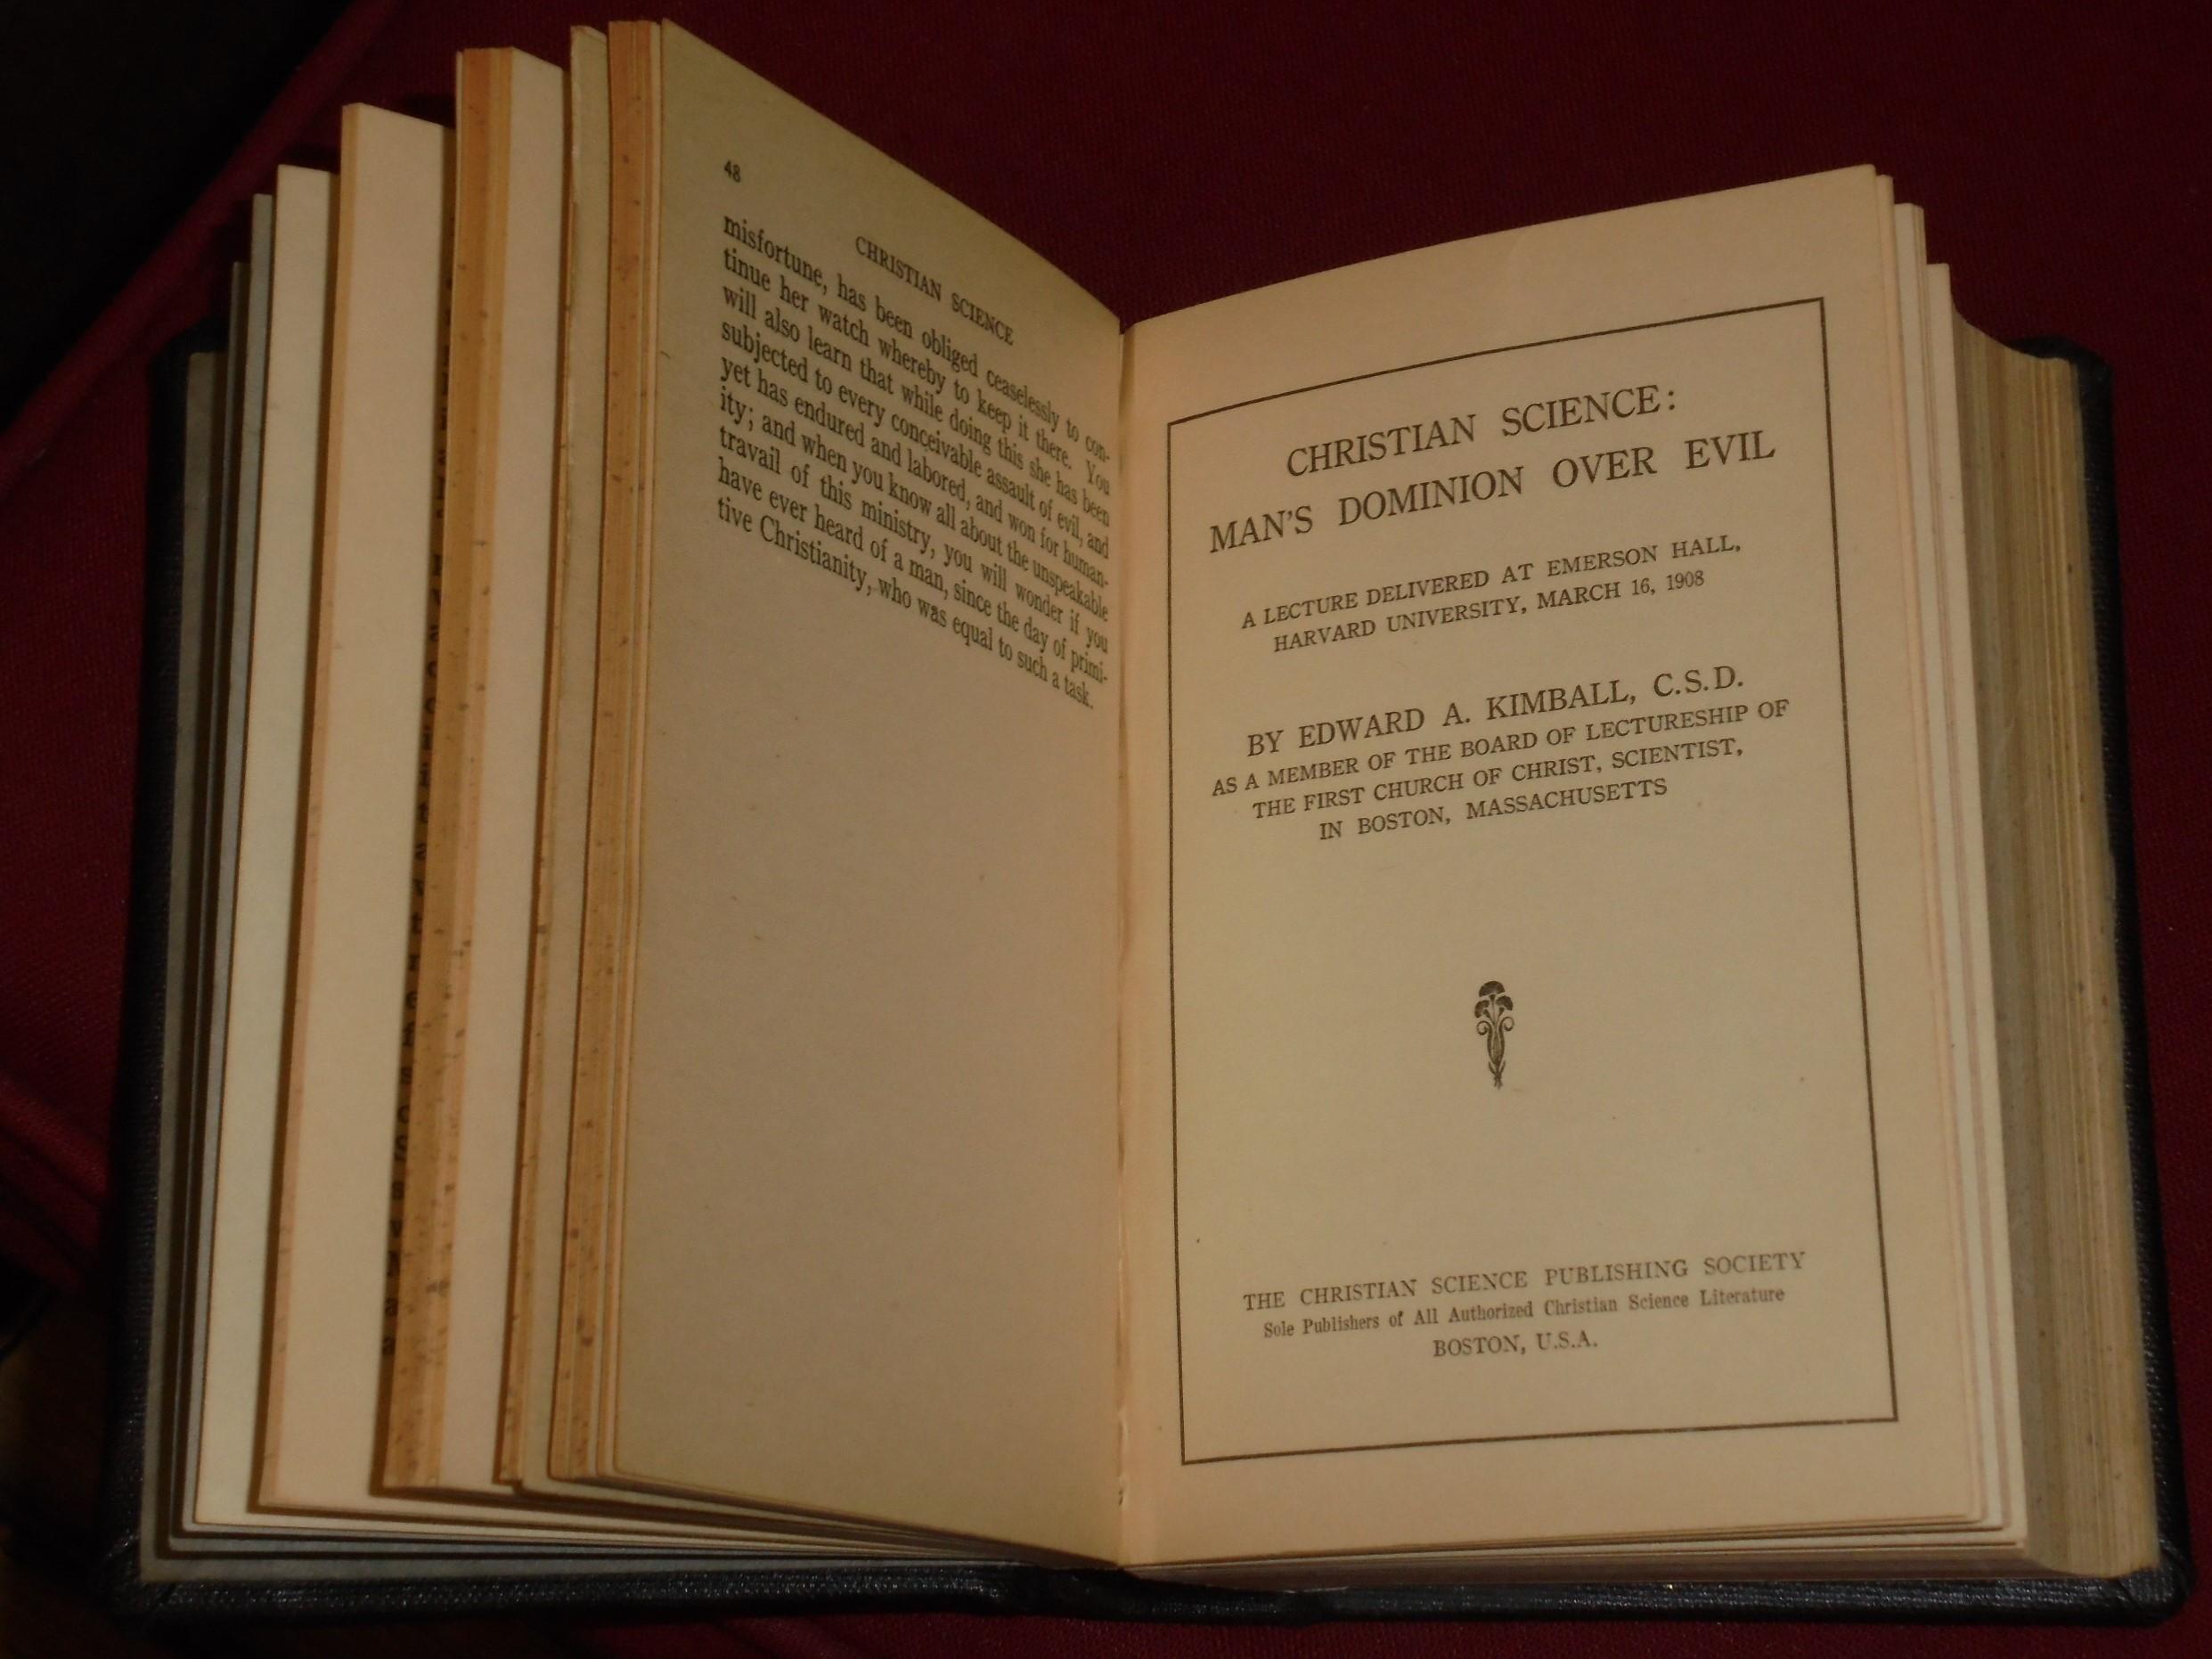 48
CHRISTIAN SCIENCE
misfortune, has been obliged ceaselessly to con-
tinue her watch whereby to keep it there. You
will also learn that while doing this she has been
subjected to every conceivable assault of evil, and
yet has endured and labored, and won for human-
ity; and when you know all about the unspeakable
travail of this ministry, you will wonder if you
have ever heard of a man, since the day of primi-
tive Christianity, who was equal to such a task.
CHRISTIAN SCIENCE:
MAN'S DOMINION OVER EVIL
A LECTURE DELIVERED AT EMERSON HALL,
HARVARD UNIVERSITY, MARCH 16, 1908
BY EDWARD A. KIMBALL, C.S.D.
AS A MEMBER OF THE BOARD OF LECTURESHIP OF
THE FIRST CHURCH OF CHRIST, SCIENTIST,
IN BOSTON, MASSACHUSETTS
THE CHRISTIAN SCIENCE PUBLISHING SOCIETY
Sole Publishers of All Authorized Christian Science Literature
BOSTON, U.S.A.